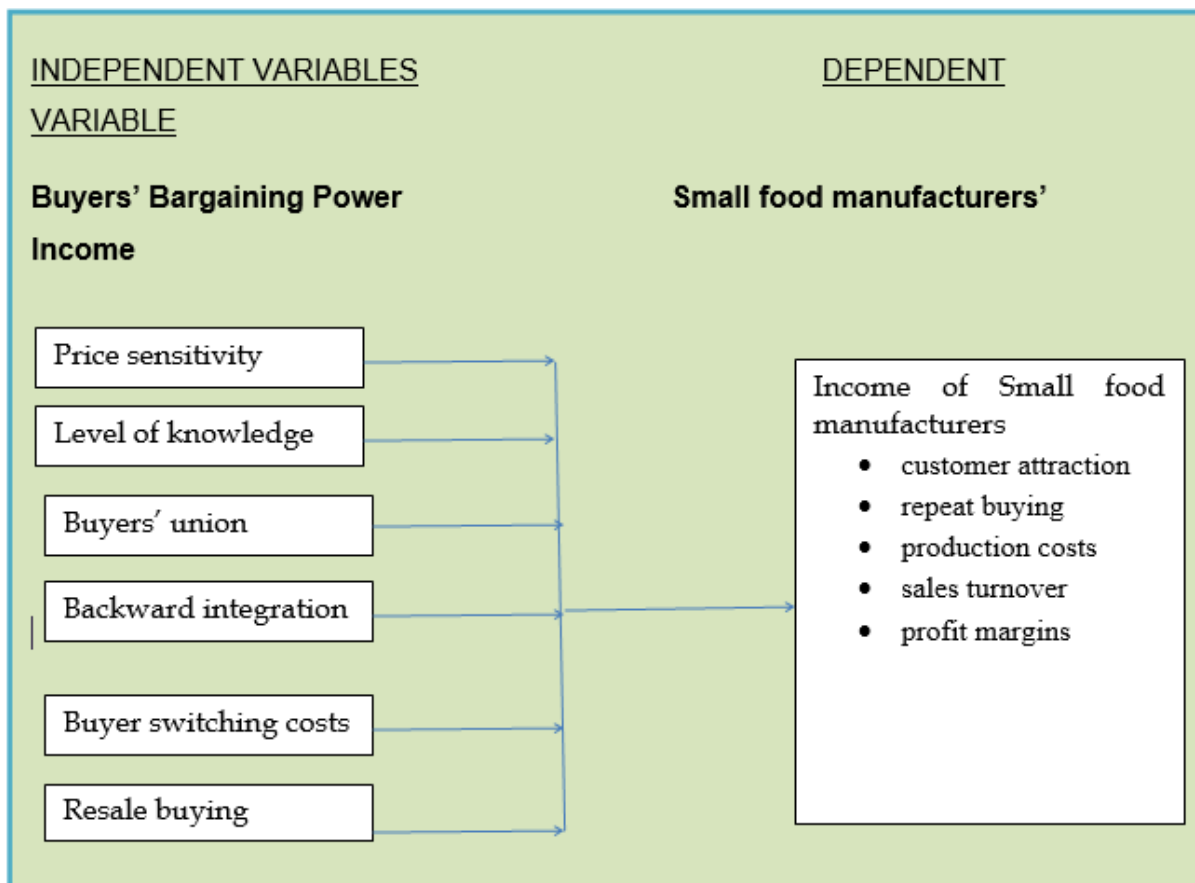 INDEPENDENT VARIABLES DEPENDENT
VARIABLE
Buyers’ Bargaining Power Small food manufacturers’
Income
Price sensitivity
Level of knowledge
Buyers’ union
Backward integration
Buyer switching costs
Resale buying
Income of Small food
manufacturers
• customer attraction
• repeat buying
• production costs
• sales turnover
• profit margins